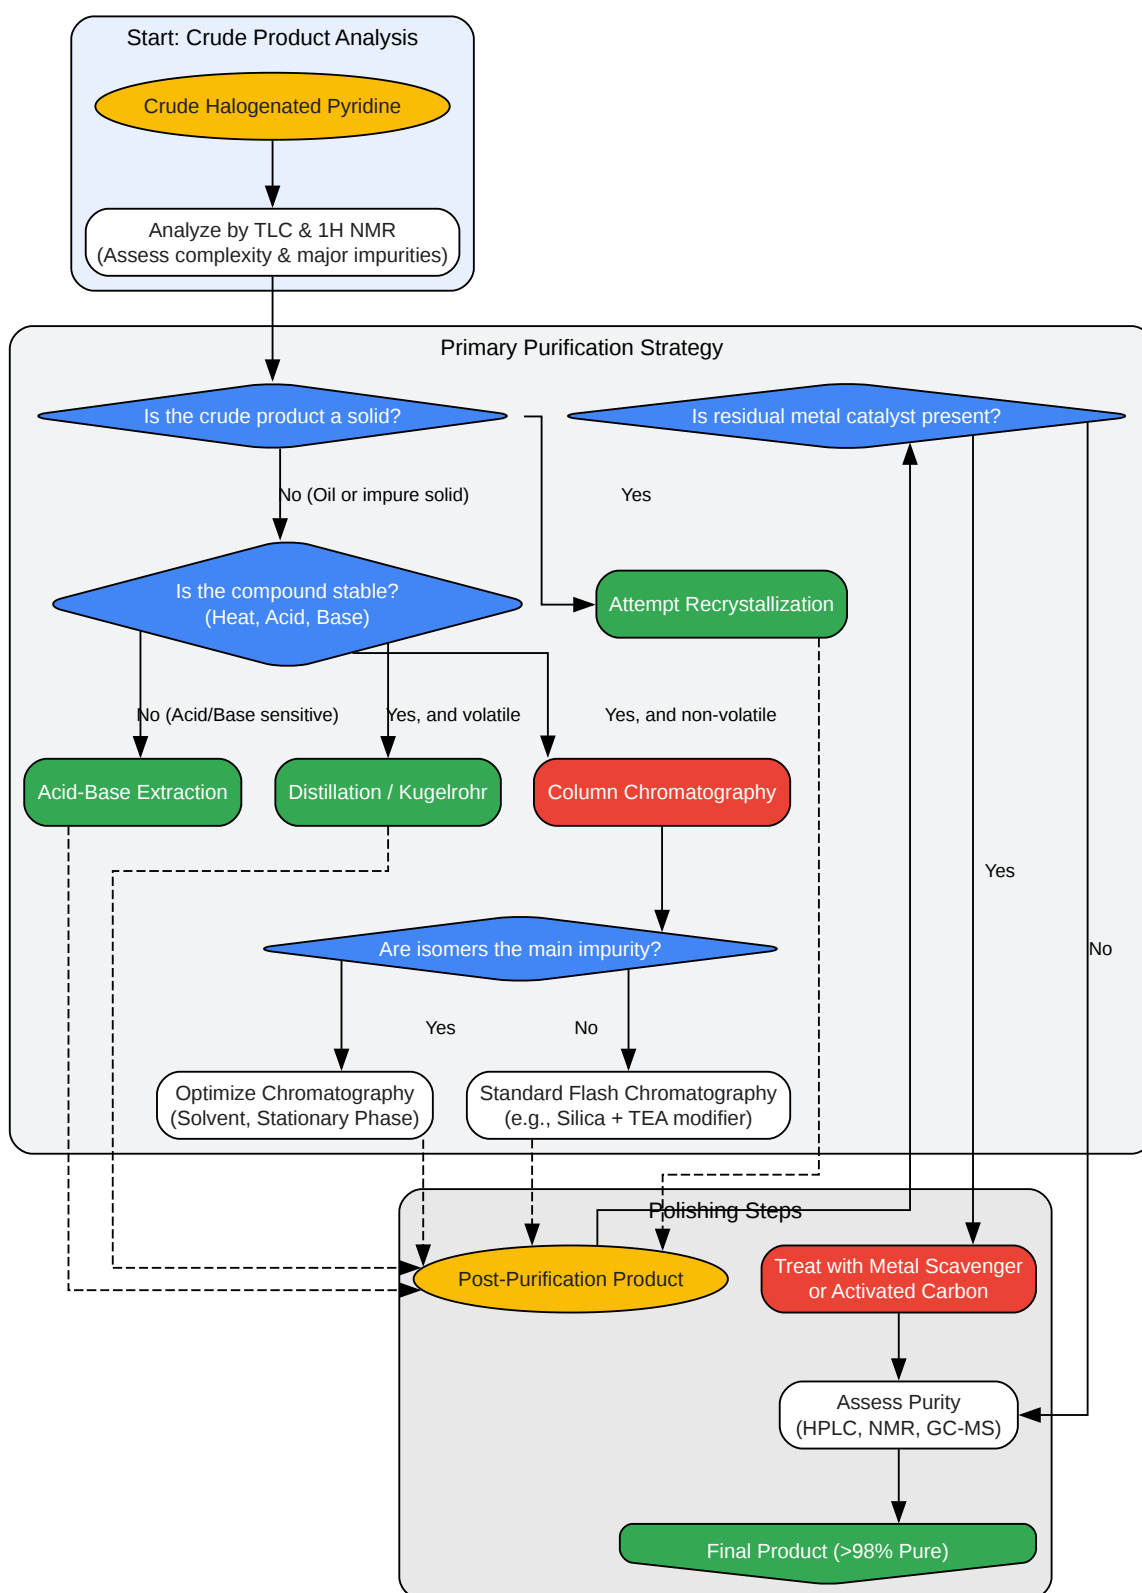 Start: Crude Product Analysis
Crude Halogenated Pyridine
Analyze by TLC & 1H NMR
(Assess complexity & major impurities)
Primary Purification Strategy
Is the crude product a solid?
Is residual metal catalyst present?
No (Oil or impure solid)
Yes
Is the compound stable?
(Heat, Acid, Base)
Attempt Recrystallization
No (Acid/Base sensitive)
Yes, and volatile
Yes, and non-volatile
Acid-Base Extraction
Distillation / Kugelrohr
Column Chromatography
Yes
Are isomers the main impurity?
No
Yes
No
Optimize Chromatography
(Solvent, Stationary Phase)
Standard Flash Chromatography
(e.g., Silica + TEA modifier)
Polishing Steps
Post-Purification Product
Treat with Metal Scavenger
or Activated Carbon
Assess Purity
(HPLC, NMR, GC-MS)
Final Product (>98% Pure)